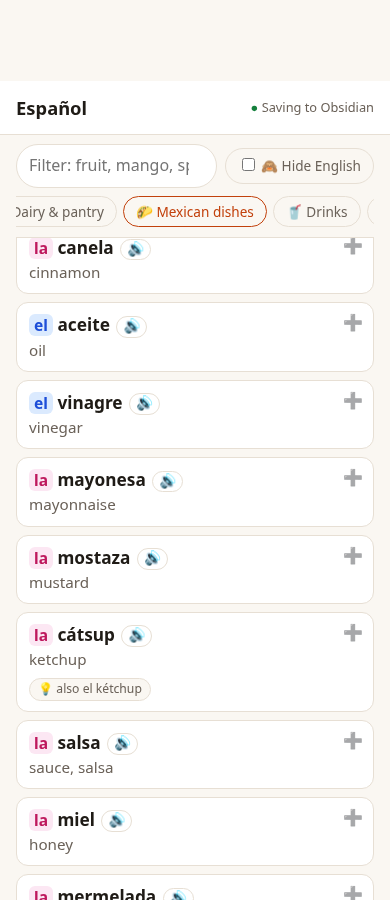 Español
Saving to Obsidian
Filter: fruit, mango, sp
Hide English
Dairy & pantry
Mexican dishes
Drinks
la canela
cinnamon
el aceite
oil
el vinagre
vinegar
la mayonesa
mayonnaise
la mostaza
mustard
la cátsup
ketchup
also el kétchup
la salsa
sauce, salsa
la miel
honey
la mermelada